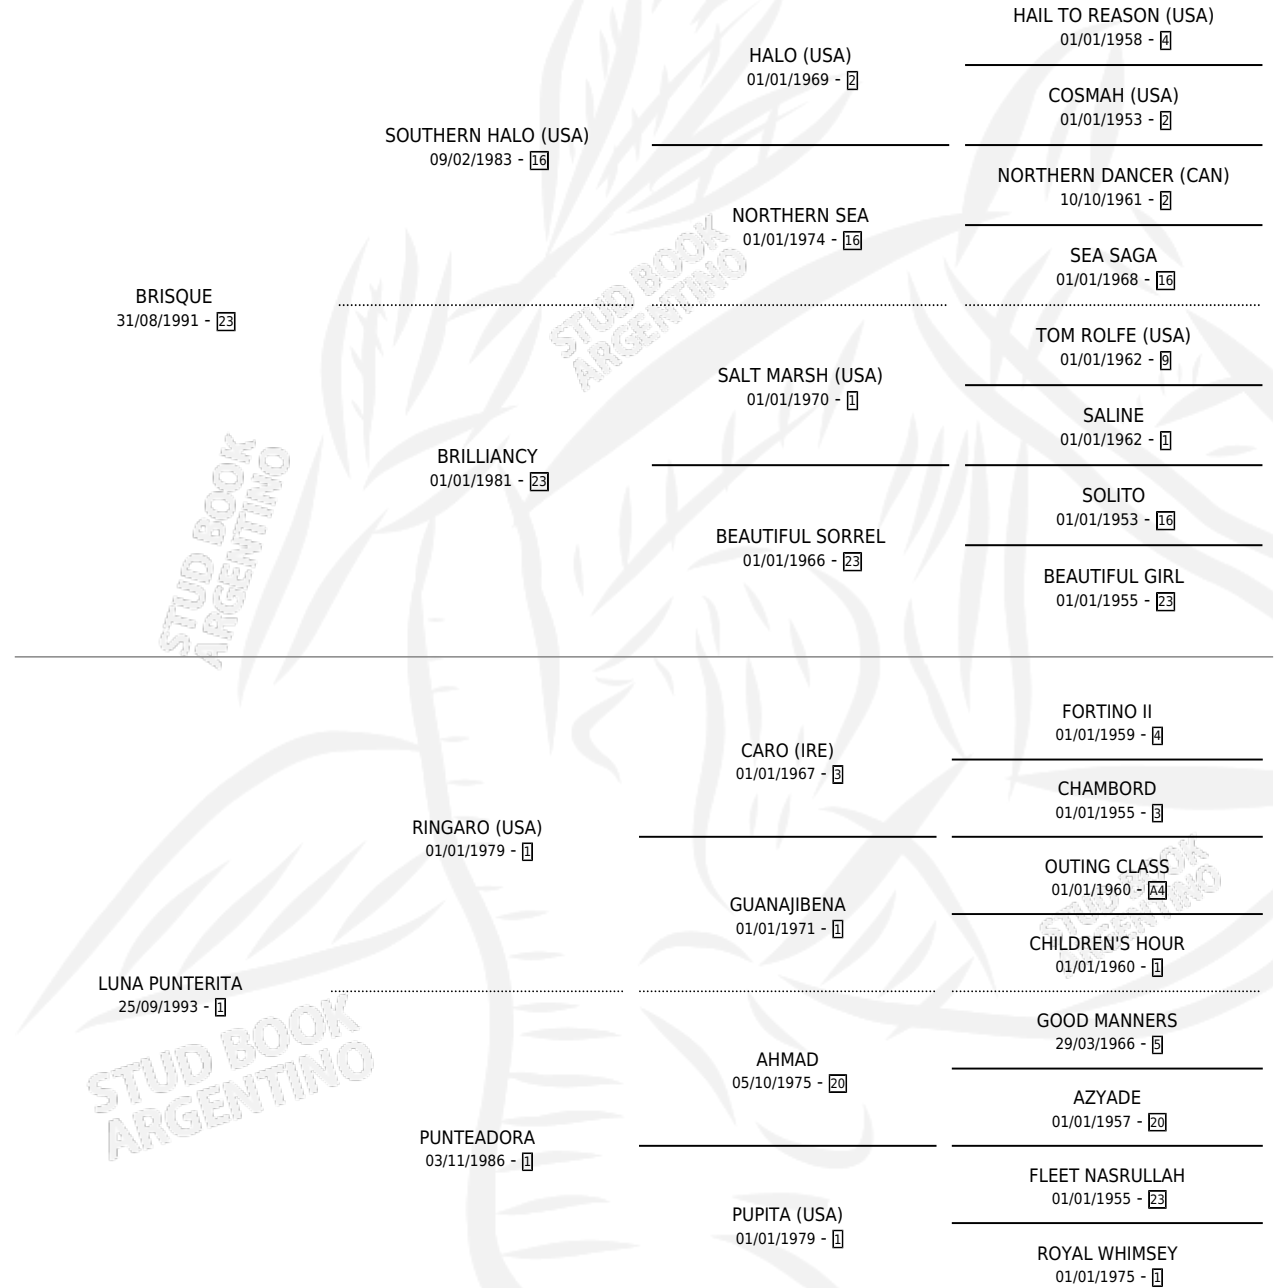 HAIL TO REASON (USA)
01/01/1958 - 4
HALO (USA)
01/01/1969 - 2
COSMAH (USA)
01/01/1953 - 2
SOUTHERN HALO (USA)
09/02/1983 - 16
NORTHERN DANCER (CAN)
10/10/1961 - 2
NORTHERN SEA
01/01/1974 - 16
SEA SAGA
01/01/1968 - 16
BRISQUE
31/08/1991 - 23
TOM ROLFE (USA)
01/01/1962 - 9
SALT MARSH (USA)
01/01/1970 - 1
SALINE
01/01/1962 - 1
BRILLIANCY
01/01/1981 - 23
SOLITO
01/01/1953 - 16
BEAUTIFUL SORREL
01/01/1966 - 23
BEAUTIFUL GIRL
01/01/1955 - 23
FORTINO II
01/01/1959 - 4
CARO (IRE)
01/01/1967 - 3
CHAMBORD
01/01/1955 - 3
RINGARO (USA)
01/01/1979 - 1
OUTING CLASS
01/01/1960 - A4
GUANAJIBENA
01/01/1971 - 1
CHILDREN'S HOUR
01/01/1960 - 1
LUNA PUNTERITA
25/09/1993 - 1
GOOD MANNERS
29/03/1966 - 5
AHMAD
05/10/1975 - 20
AZYADE
01/01/1957 - 20
PUNTEADORA
03/11/1986 - 1
FLEET NASRULLAH
01/01/1955 - 23
PUPITA (USA)
01/01/1979 - 1
ROYAL WHIMSEY
01/01/1975 - 1
STUD BOOK
ARGENTINO
STUD BOOK
ARGENTINO
STUD BOOK
ARGENTINO
STUD BOOK
ARGENTINO